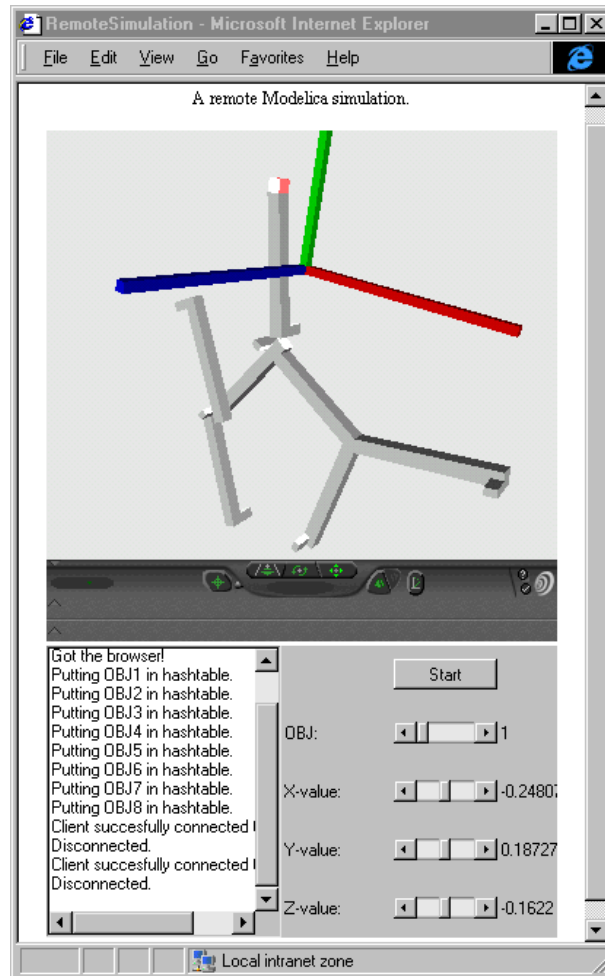 RemoteSimulation - Microsoft Internet Explorer
File Edit View Go Favorites Help
A remote Modelica simulation.
Got the browser!
Putting OBJ1 in hashtable.
Putting OBJ2 in hashtable.
Putting OBJ3 in hashtable.
Putting OBJ4 in hashtable.
Putting OBJ5 in hashtable.
Putting OBJ6 in hashtable.
Putting OBJ7 in hashtable.
Putting OBJ8 in hashtable.
Client succesfully connected
Disconnected.
Client succesfully connected
Disconnected.
Start
OBJ: 1
X-value: -0.24807
Y-value: 0.18727
Z-value: -0.1622
Local intranet zone